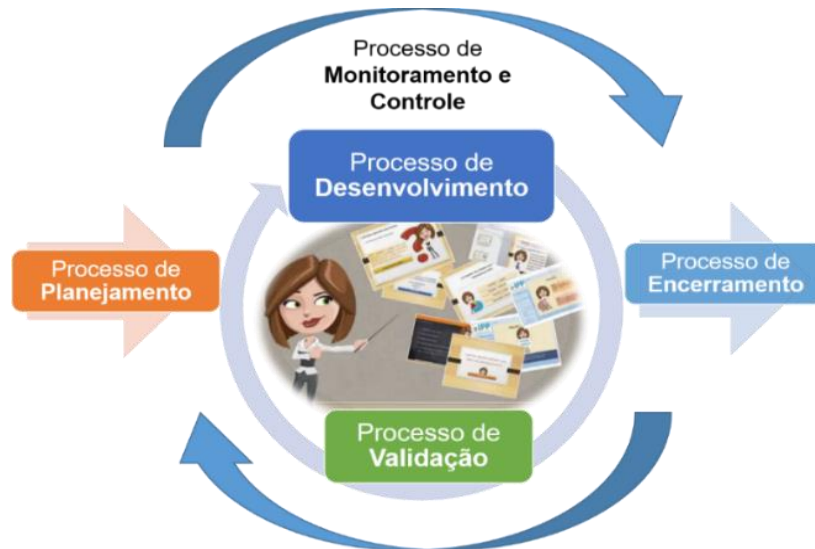 Processo de
Monitoramento e
Controle
Processo de
Desenvolvimento
Processo de
Planejamento
Processo de
Encerramento
Processo de
Validação